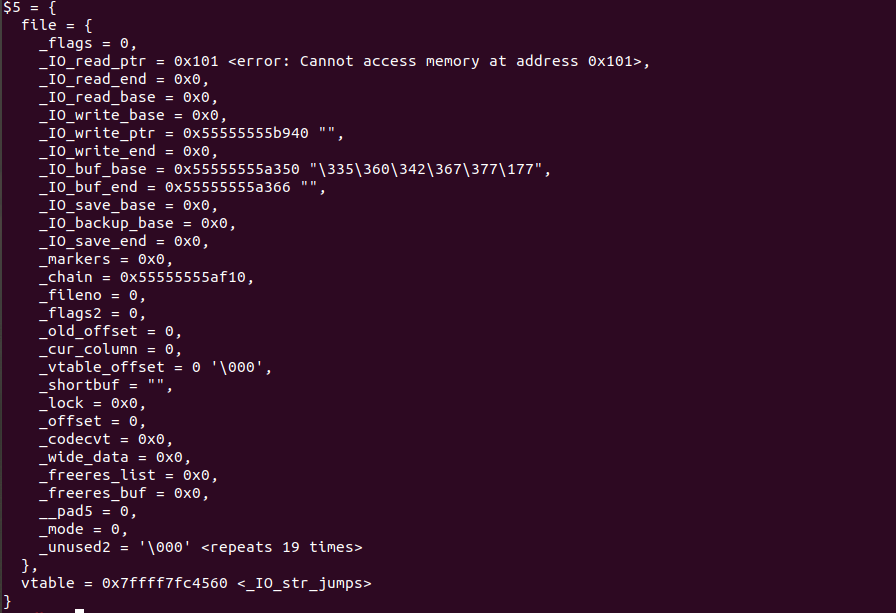 $5 = {
  file = {
    _flags = 0,
    _IO_read_ptr = 0x101 <error: Cannot access memory at address 0x101>,
    _IO_read_end = 0x0,
    _IO_read_base = 0x0,
    _IO_write_base = 0x0,
    _IO_write_ptr = 0x55555555b940 "",
    _IO_write_end = 0x0,
    _IO_buf_base = 0x55555555a350 "\335\360\342\367\377\177",
    _IO_buf_end = 0x55555555a366 "",
    _IO_save_base = 0x0,
    _IO_backup_base = 0x0,
    _IO_save_end = 0x0,
    _markers = 0x0,
    _chain = 0x55555555af10,
    _fileno = 0,
    _flags2 = 0,
    _old_offset = 0,
    _cur_column = 0,
    _vtable_offset = 0 '\000',
    _shortbuf = "",
    _lock = 0x0,
    _offset = 0,
    _codecvt = 0x0,
    _wide_data = 0x0,
    _freeres_list = 0x0,
    _freeres_buf = 0x0,
    __pad5 = 0,
    _mode = 0,
    _unused2 = '\000' <repeats 19 times>
  },
  vtable = 0x7ffff7fc4560 <_IO_str_jumps>
}